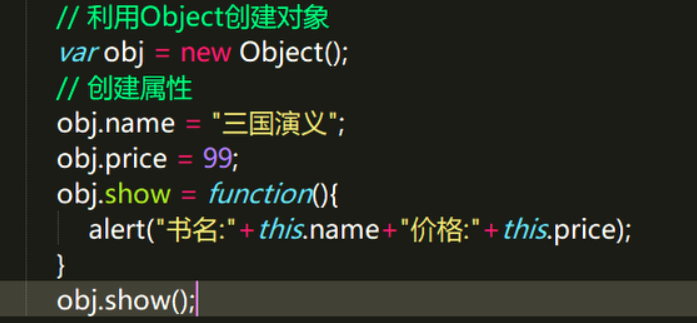 // 利用Object创建对象
var obj = new Object();
// 创建属性
obj.name = "三国演义";
obj.price = 99;
obj.show = function(){
alert("书名:"+this.name+"价格:"+this.price);
}
obj.show();